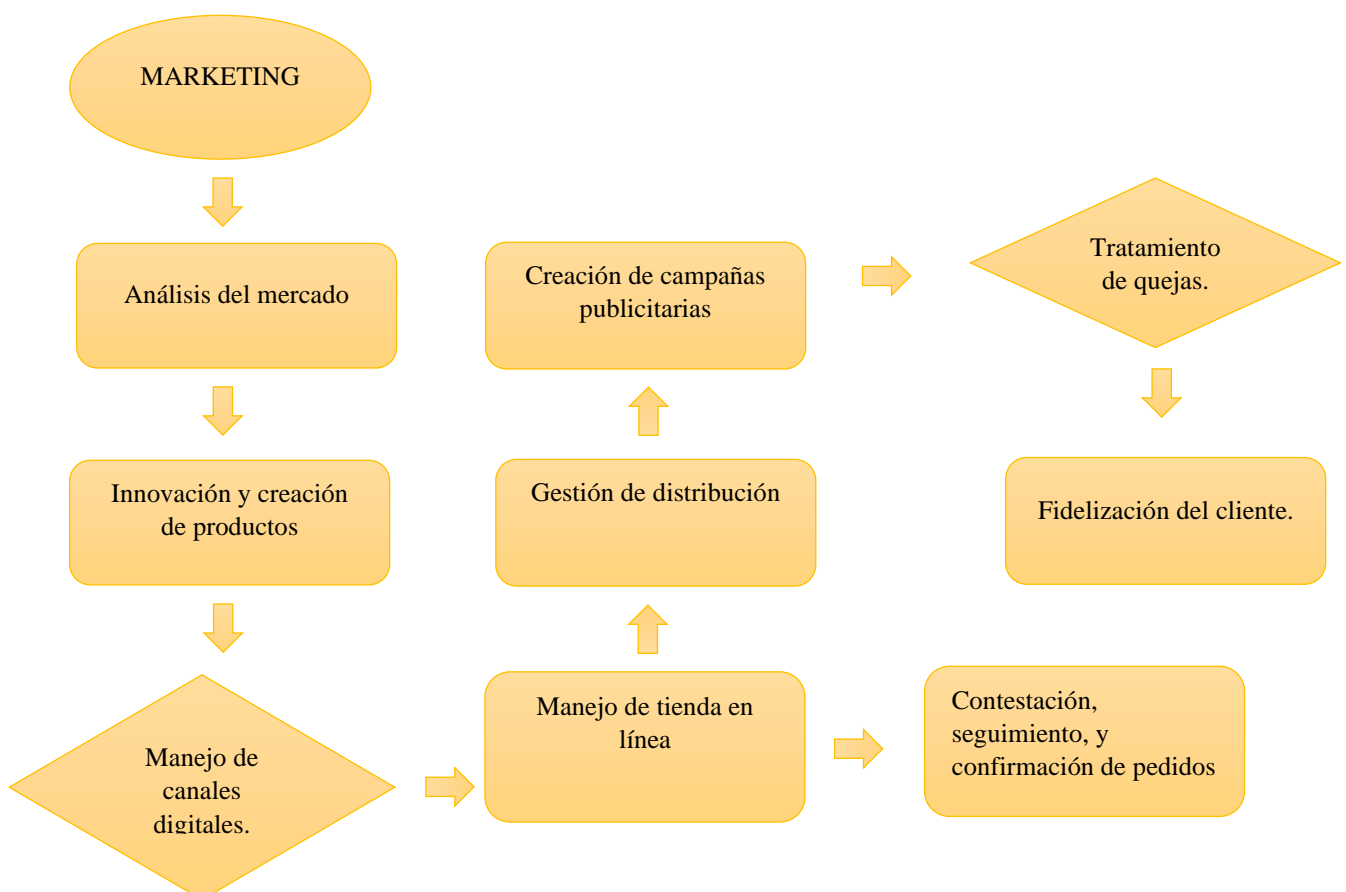 MARKETING
Análisis del mercado
Innovación y creación
de productos
Manejo de
canales
digitales.
Manejo de tienda en
línea
Contestación,
seguimiento, y
confirmación de pedidos
Gestión de distribución
Creación de campañas
publicitarias
Tratamiento
de quejas.
Fidelización del cliente.